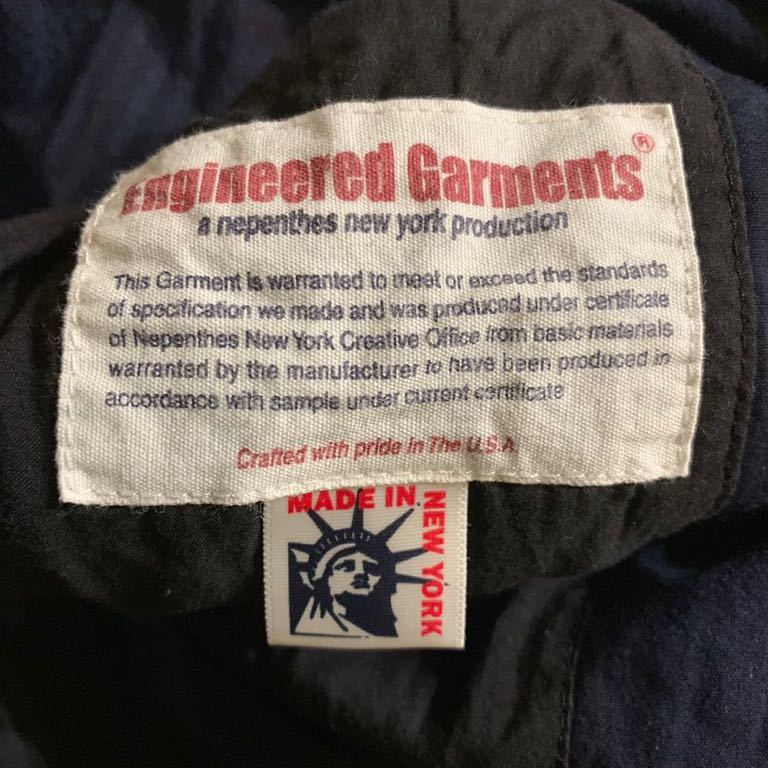 Engineered Garments®
a nepenthes new york production
This Garment is warranted to meet or exceed the standards
of specification we made and was produced under certificate
of Nepenthes New York Creative Office from basic materials
warranted by the manufacturer to have been produced in
accordance with sample under current certificate
Crafted with pride in The U.S.A.
MADE IN
NEW YORK